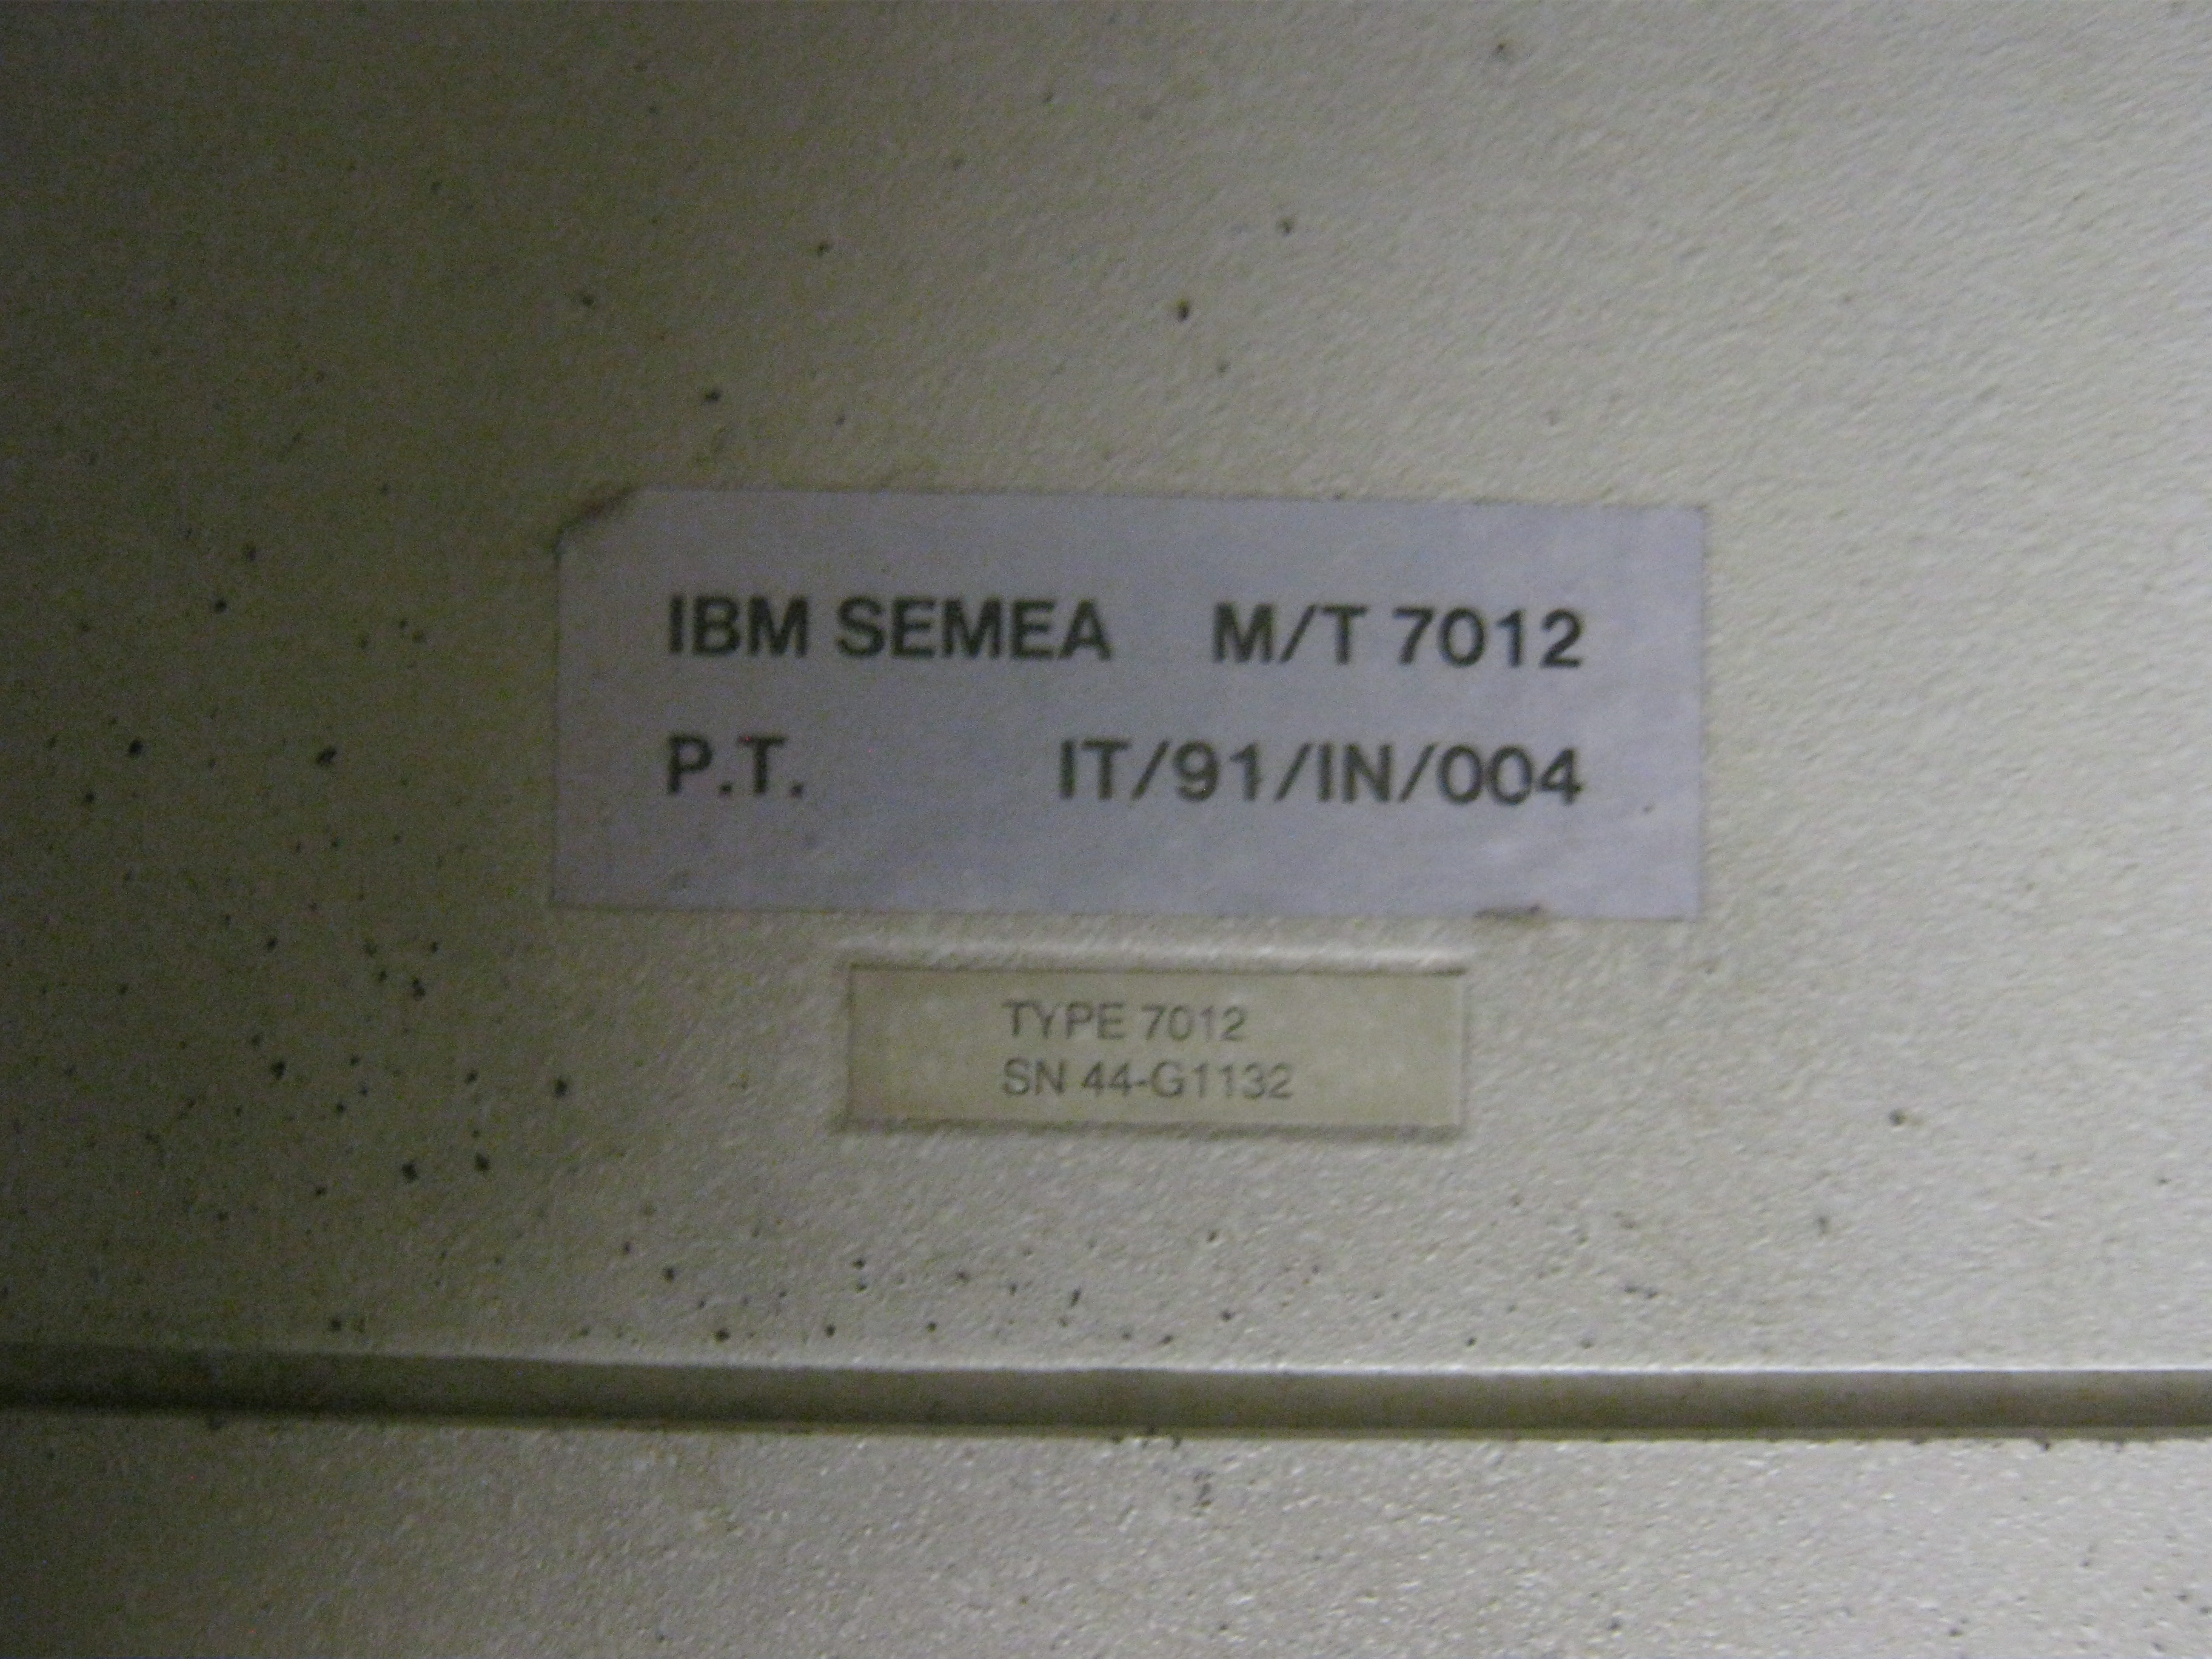 IBM SEMEA M/T 7012
P.T. IT/91/IN/004
TYPE 7012
SN 44-G1132